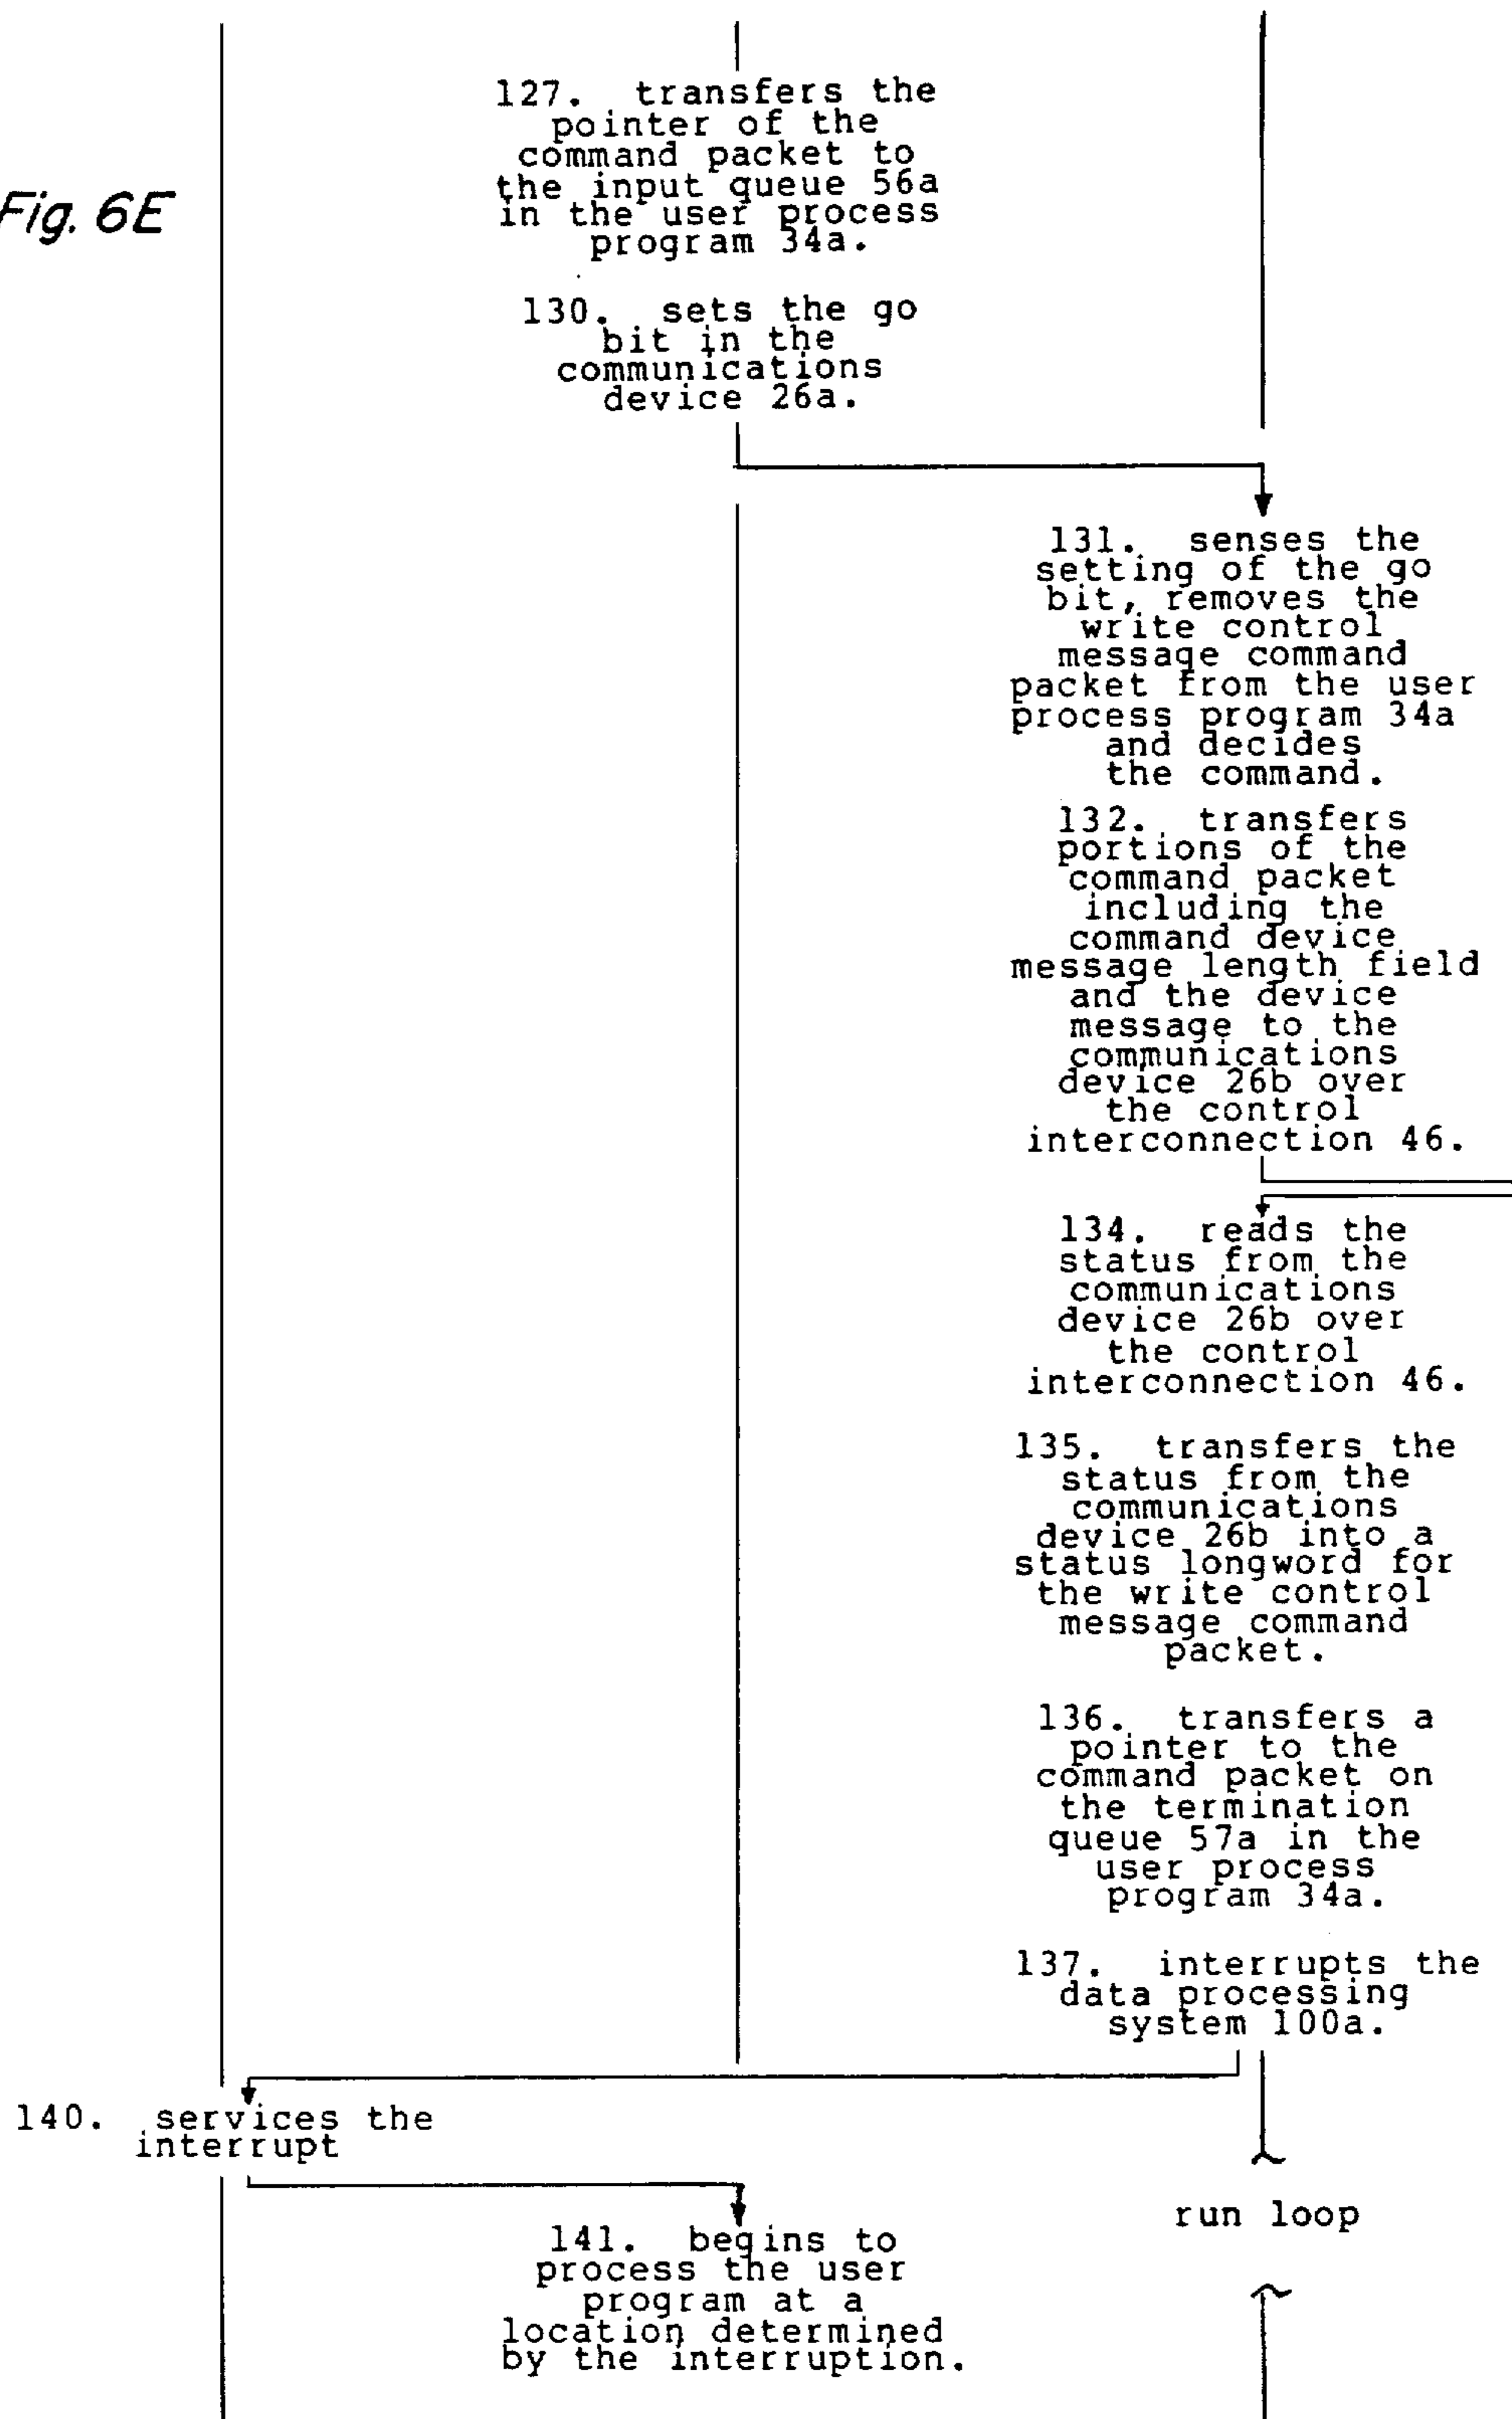 Fig. 6E
127. transfers the
pointer of the
command packet to
the input queue 56a
in the user process
program 34a.
130. sets the go
bit in the
communications
device 26a.
131. senses the
setting of the go
bit, removes the
write control
message command
packet from the user
process program 34a
and decides
the command.
132. transfers
portions of the
command packet
including the
command device
message length field
and the device
message to the
communications
device 26b over
the control
interconnection 46.
134. reads the
status from the
communications
device 26b over
the control
interconnection 46.
135. transfers the
status from the
communications
device 26b into a
status longword for
the write control
message command
packet.
136. transfers a
pointer to the
command packet on
the termination
queue 57a in the
user process
program 34a.
137. interrupts the
data processing
system 100a.
140. services the
interrupt
run loop
141. begins to
process the user
program at a
location determined
by the interruption.